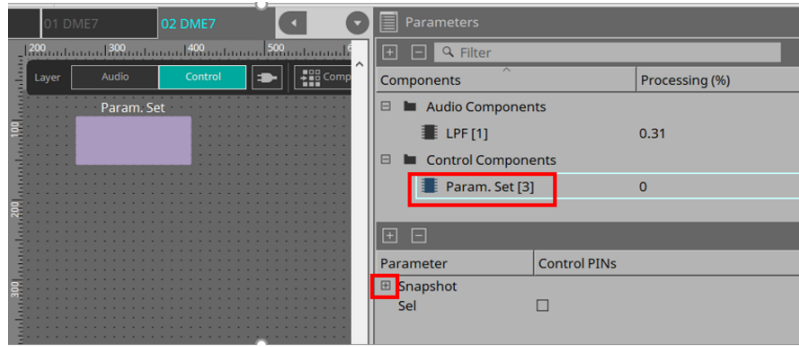 01 DME7
02 DME7
Parameters
200 300 400 500
Filter
Layer Audio Control Comp
Components Processing (%)
Param. Set
Audio Components
LPF [1] 0.31
Control Components
Param. Set [3] 0
100
200
300
Parameter Control PINs
Snapshot
Sel